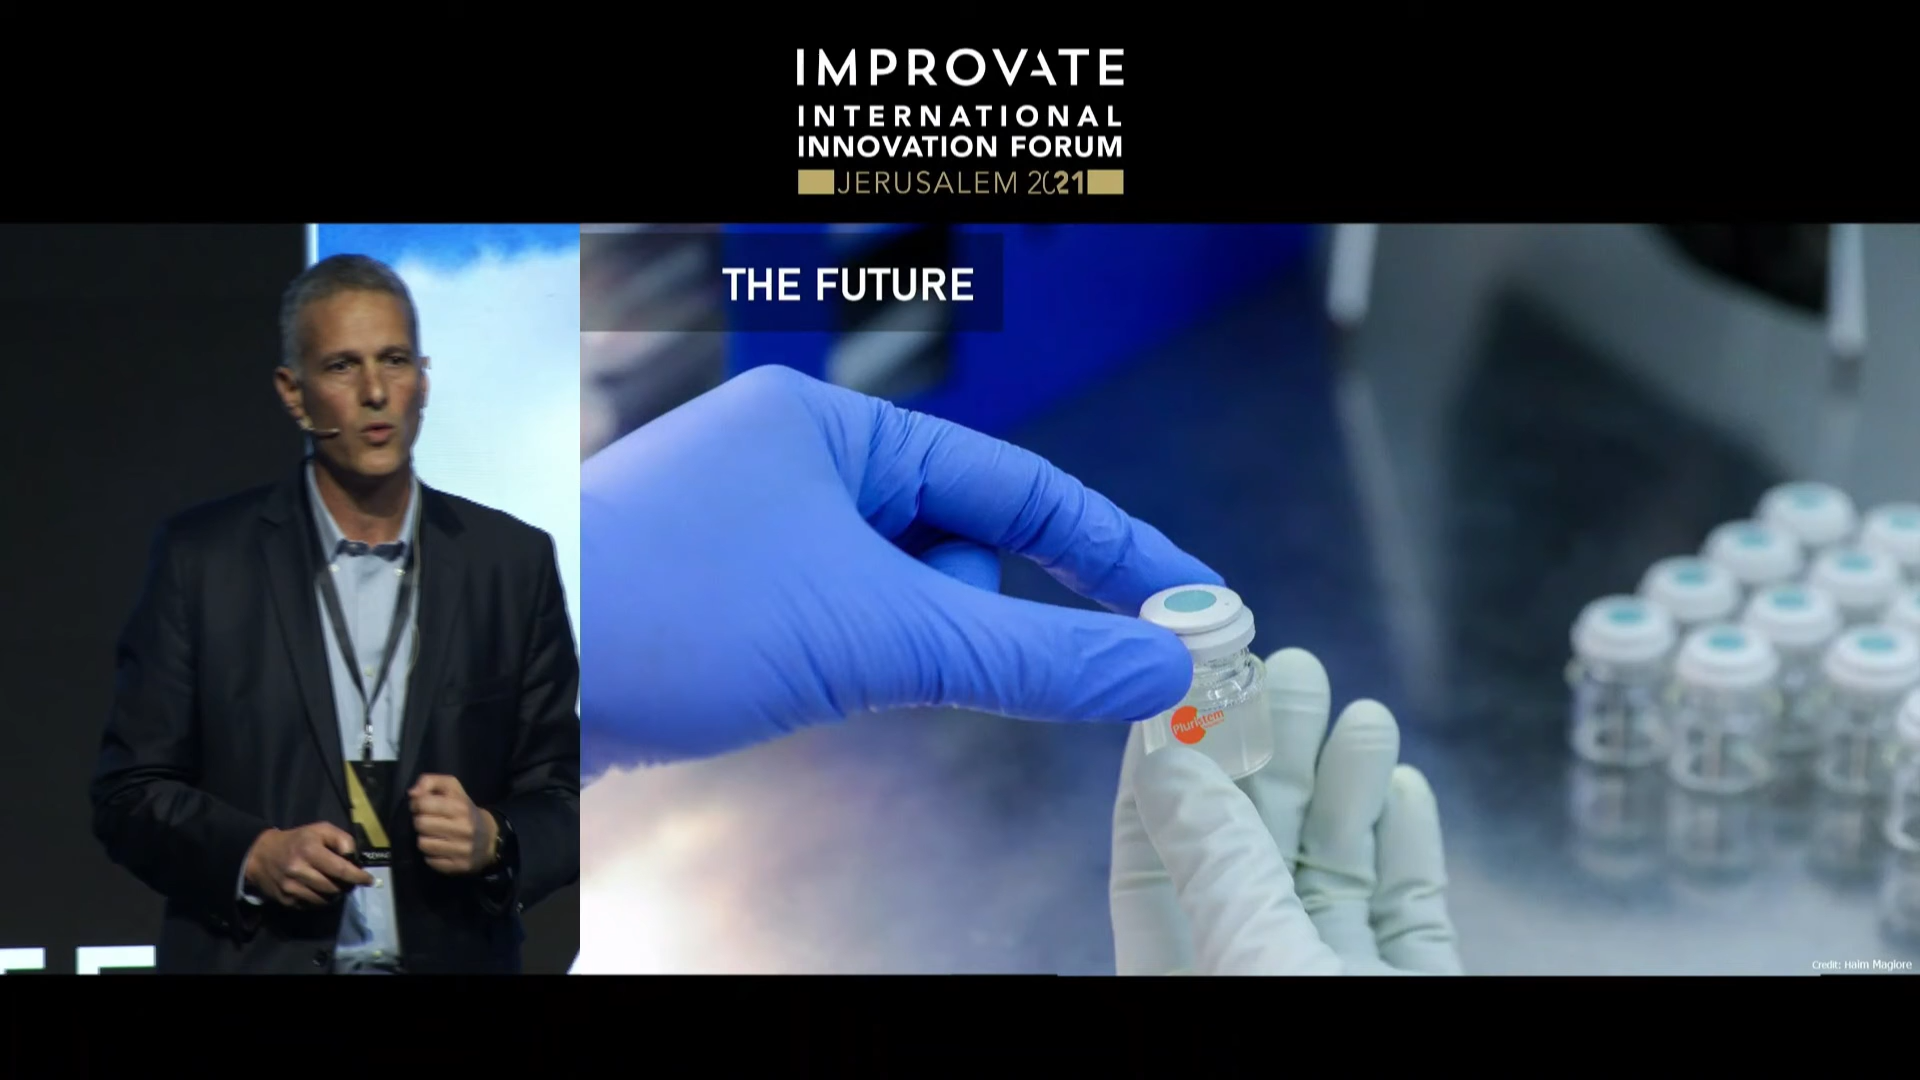 IMPROVATE
INTERNATIONAL
INNOVATION FORUM
JERUSALEM 2021
THE FUTURE
Pluristem
Credit: Haim Magiore